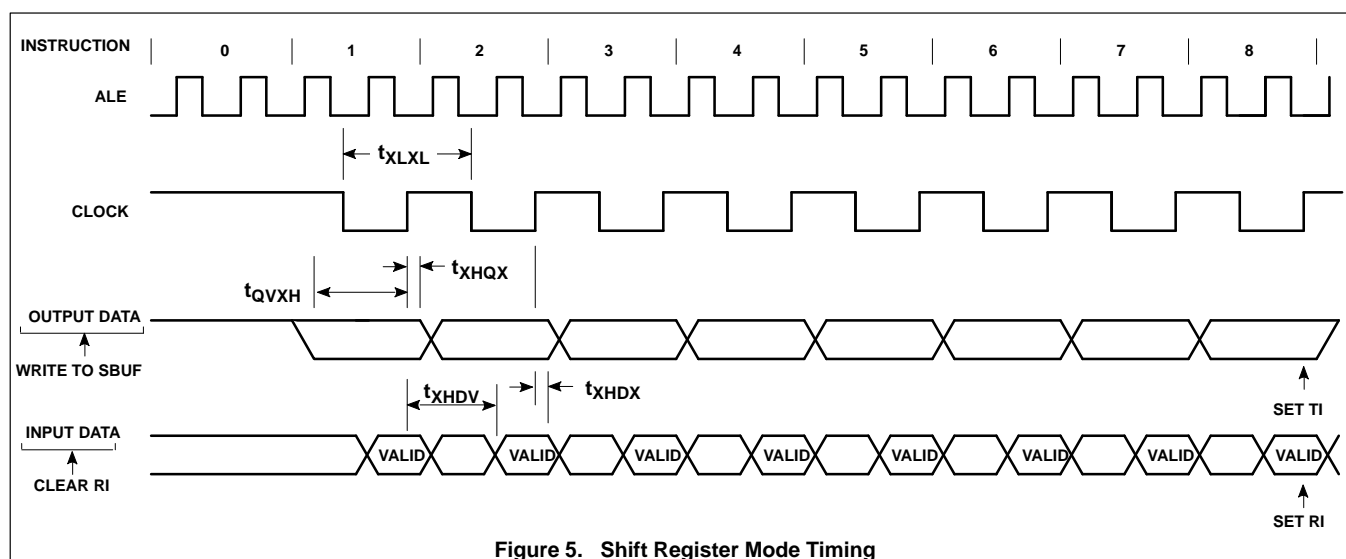 INSTRUCTION 0 1 2 3 4 5 6 7 8
ALE
tXLXL
CLOCK
tXHQX
tQVXH
OUTPUT DATA
WRITE TO SBUF
tXHDV
tXHDX
SET TI
INPUT DATA
VALID VALID VALID VALID VALID VALID VALID VALID
CLEAR RI
SET RI
Figure 5. Shift Register Mode Timing